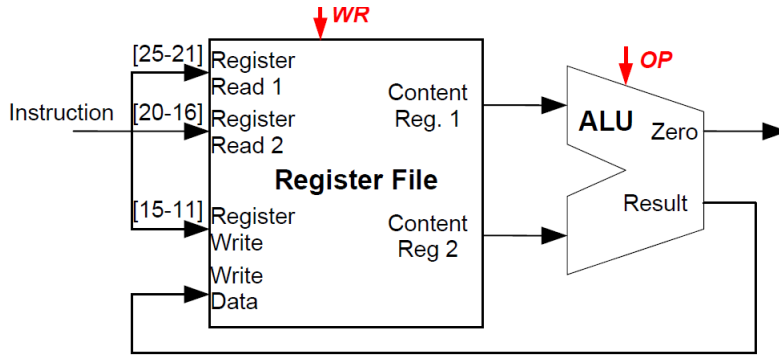 WR
[25-21]
Register
Read 1
OP
Instruction
[20-16]
Register
Read 2
Content
Reg. 1
ALU
Zero
Register File
[15-11]
Register
Write
Content
Reg 2
Result
Write
Data